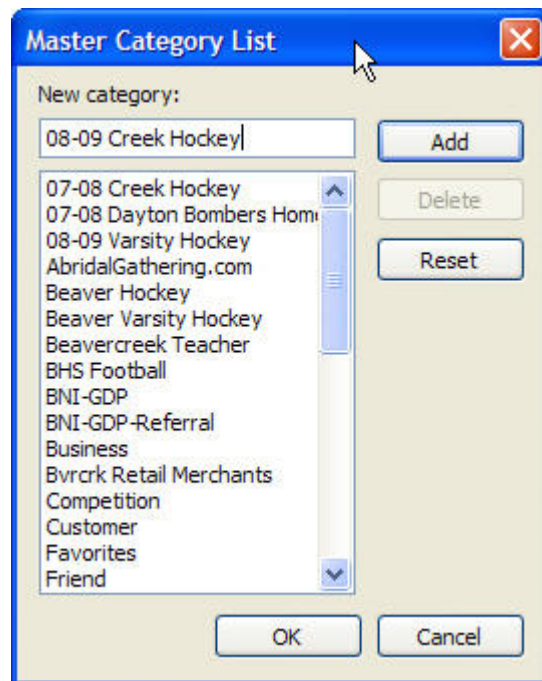 Master Category List
New category:
08-09 Creek Hockey
Add
07-08 Creek Hockey
Delete
07-08 Dayton Bombers Hom
08-09 Varsity Hockey
Reset
AbridalGathering.com
Beaver Hockey
Beaver Varsity Hockey
Beavercreek Teacher
BHS Football
BNI-GDP
BNI-GDP-Referral
Business
Bvrcrk Retail Merchants
Competition
Customer
Favorites
Friend
OK
Cancel